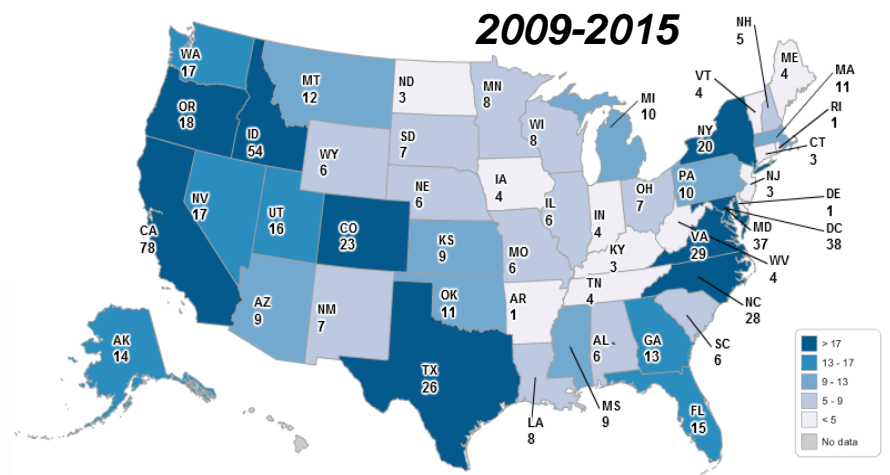 2009-2015
NH
5
WA
17
ME
4
MT
12
ND
3
MN
8
VT
4
MA
11
OR
18
MI
10
RI
1
ID
54
WI
8
NY
20
CT
3
SD
7
WY
6
PA
10
NJ
3
IA
4
NE
6
OH
7
DE
1
NV
17
UT
16
IL
6
IN
4
MD
37
DC
38
CO
23
CA
78
KS
9
MO
6
KY
3
VA
29
WV
4
TN
4
NC
28
AZ
9
NM
7
OK
11
AR
1
SC
6
AK
14
AL
6
GA
13
TX
26
MS
9
LA
8
FL
15
> 17
13 - 17
9 - 13
5 - 9
< 5
No data